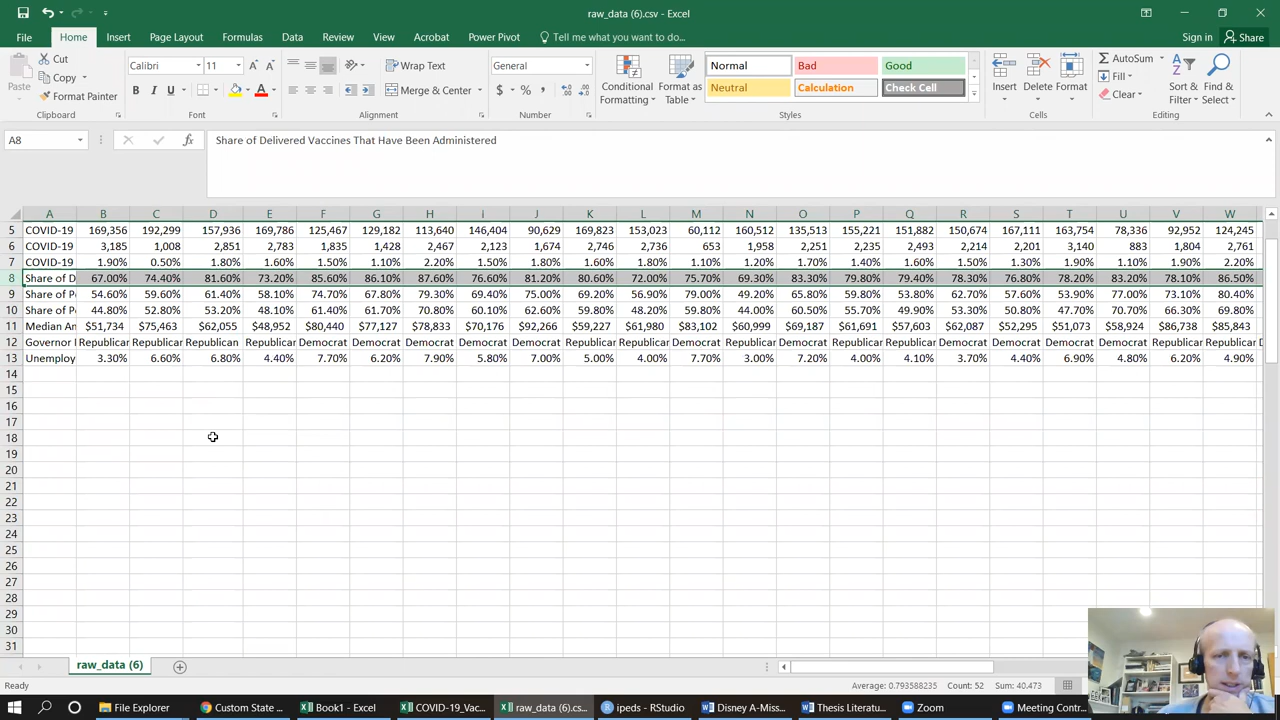 raw_data (6).csv - Excel
File Home Insert Page Layout Formulas Data Review View Acrobat Power Pivot Tell me what you want to do... Sign in Share
Paste Cut Copy Format Painter Clipboard
Calibri 11 B I U A Font
Wrap Text Merge & Center Alignment
General $ % , Number
Conditional Formatting Format as Table
Normal Bad Good
Neutral Calculation Check Cell
Styles
Insert Delete Format Cells
AutoSum Fill Clear Sort & Filter Find & Select Editing
A8 fx Share of Delivered Vaccines That Have Been Administered
A B C D E F G H I J K L M N O P Q R S T U V W
5 COVID-19 169,356 192,299 157,936 169,786 125,467 129,182 113,640 146,404 90,629 169,823 153,023 60,112 160,512 135,513 155,221 151,882 150,674 167,111 163,754 78,336 92,952 124,245
6 COVID-19 3,185 1,008 2,851 2,783 1,835 1,428 2,467 2,123 1,674 2,746 2,736 653 1,958 2,251 2,235 2,493 2,214 2,201 3,140 883 1,804 2,761
7 COVID-19 1.90% 0.50% 1.80% 1.60% 1.50% 1.10% 2.20% 1.50% 1.80% 1.60% 1.80% 1.10% 1.20% 1.70% 1.40% 1.60% 1.50% 1.30% 1.90% 1.10% 1.90% 2.20%
8 Share of D 67.00% 74.40% 81.60% 73.20% 85.60% 86.10% 87.60% 76.60% 81.20% 80.60% 72.00% 75.70% 69.30% 83.30% 79.80% 79.40% 78.30% 76.80% 78.20% 83.20% 78.10% 86.50%
9 Share of P 54.60% 59.60% 61.40% 58.10% 74.70% 67.80% 79.30% 69.40% 75.00% 69.20% 56.90% 79.00% 49.20% 65.80% 59.80% 53.80% 62.70% 57.60% 53.90% 77.00% 73.10% 80.40%
10 Share of P 44.80% 52.80% 53.20% 48.10% 61.40% 61.70% 70.80% 60.10% 62.60% 59.80% 48.20% 59.80% 44.00% 60.50% 55.70% 49.90% 53.30% 50.80% 47.70% 70.70% 66.30% 69.80%
11 Median An $51,734 $75,463 $62,055 $48,952 $80,440 $77,127 $78,833 $70,176 $92,266 $59,227 $61,980 $83,102 $60,999 $69,187 $61,691 $57,603 $62,087 $52,295 $51,073 $58,924 $86,738 $85,843
12 Governor Republican Republican Republican Republican Democrat Democrat Democrat Democrat Democrat Republican Republican Democrat Republican Democrat Republican Republican Democrat Democrat Democrat Democrat Republican Republican D
13 Unemploy 3.30% 6.60% 6.80% 4.40% 7.70% 6.20% 7.90% 5.80% 7.00% 5.00% 4.00% 7.70% 3.00% 7.20% 4.00% 4.10% 3.70% 4.40% 6.90% 4.80% 6.20% 4.90%
14
15
16
17
18
19
20
21
22
23
24
25
26
27
28
29
30
31
raw_data (6)
Ready Average: 0.793588235 Count: 52 Sum: 40.473
File Explorer Custom State ... Book1 - Excel COVID-19_Vac... raw_data (6).cs... ipeds - RStudio Disney A-Miss... Thesis Literatu... Zoom Meeting Contr...